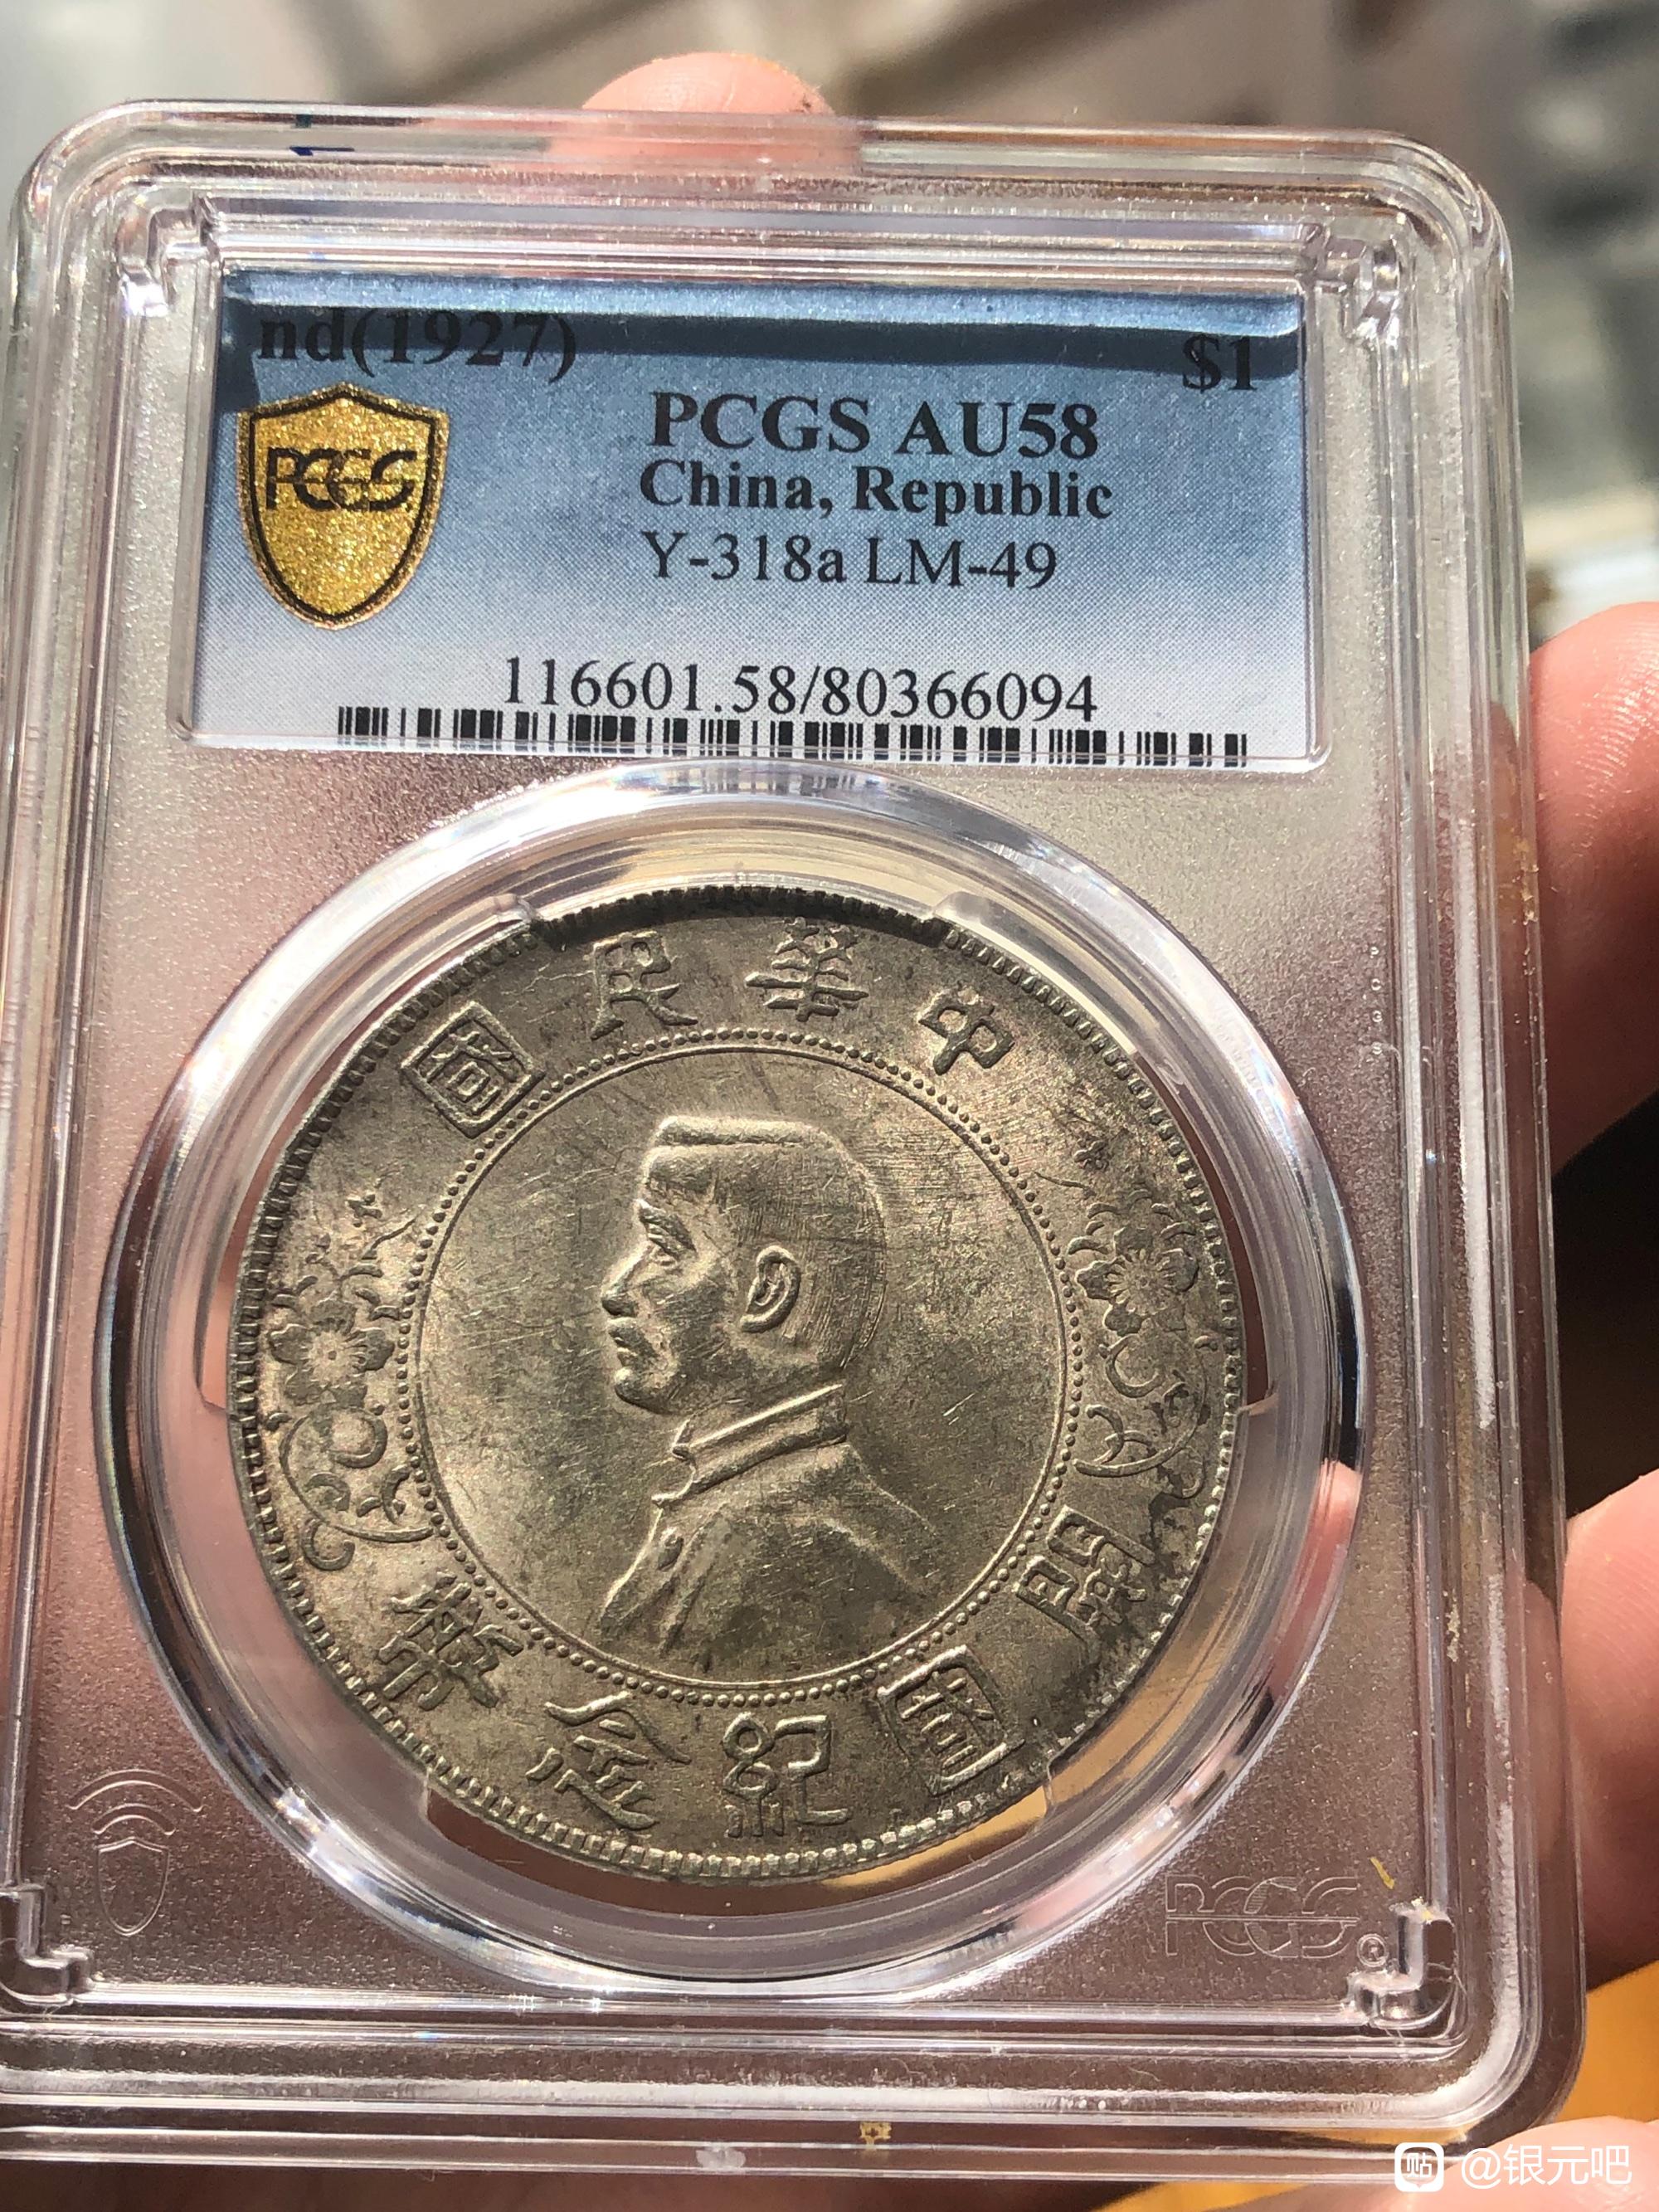 nd(1927) $1
PCGS AU58
PCGS
China, Republic
Y-318a LM-49
116601.58/80366094
中華民國
開國紀念幣
PCGS
@银元吧